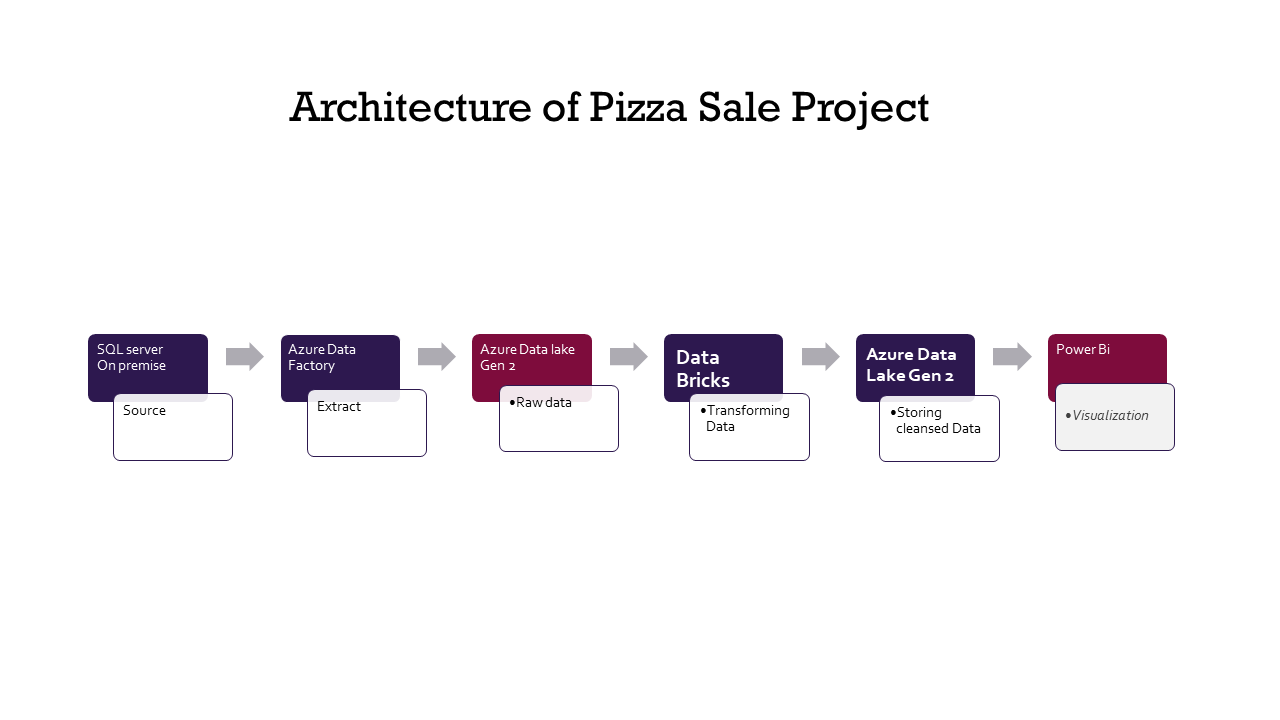 Architecture of Pizza Sale Project
SQL server
On premise
Source
Azure Data
Factory
Extract
Azure Data lake
Gen 2
•Raw data
Data
Bricks
•Transforming
Data
Azure Data
Lake Gen 2
•Storing
cleansed Data
Power Bi
•Visualization